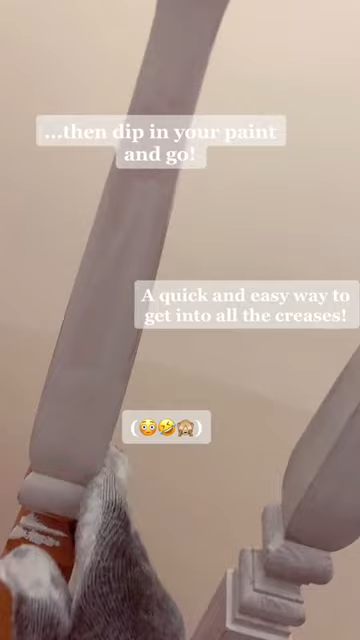 ...then dip in your paint
and go!
A quick and easy way to
get into all the creases!
(😳🤣🙈)